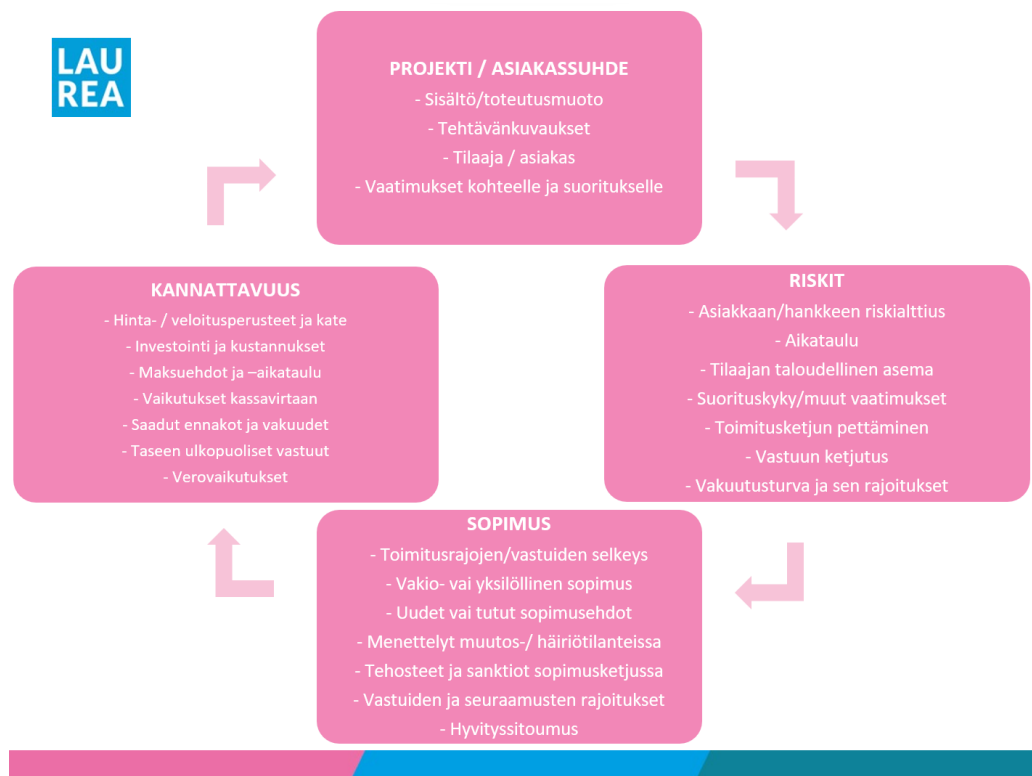 LAU
REA
PROJEKTI / ASIAKASSUHDE
- Sisältö/toteutusmuoto
- Tehtävänkuvaukset
- Tilaaja / asiakas
- Vaatimukset kohteelle ja suoritukselle
KANNATTAVUUS
- Hinta- / veloitusperusteet ja kate
- Investointi ja kustannukset
- Maksuehdot ja –aikataulu
- Vaikutukset kassavirtaan
- Saadut ennakot ja vakuudet
- Taseen ulkopuoliset vastuut
- Verovaikutukset
RISKIT
- Asiakkaan/hankkeen riskialttius
- Aikataulu
- Tilaajan taloudellinen asema
- Suorituskyky/muut vaatimukset
- Toimitusketjun pettäminen
- Vastuun ketjutus
- Vakuutusturva ja sen rajoitukset
SOPIMUS
- Toimitusrajojen/vastuiden selkeys
- Vakio- vai yksilöllinen sopimus
- Uudet vai tutut sopimusehdot
- Menettelyt muutos-/ häiriötilanteissa
- Tehosteet ja sanktiot sopimusketjussa
- Vastuiden ja seuraamusten rajoitukset
- Hyvityssitoumus